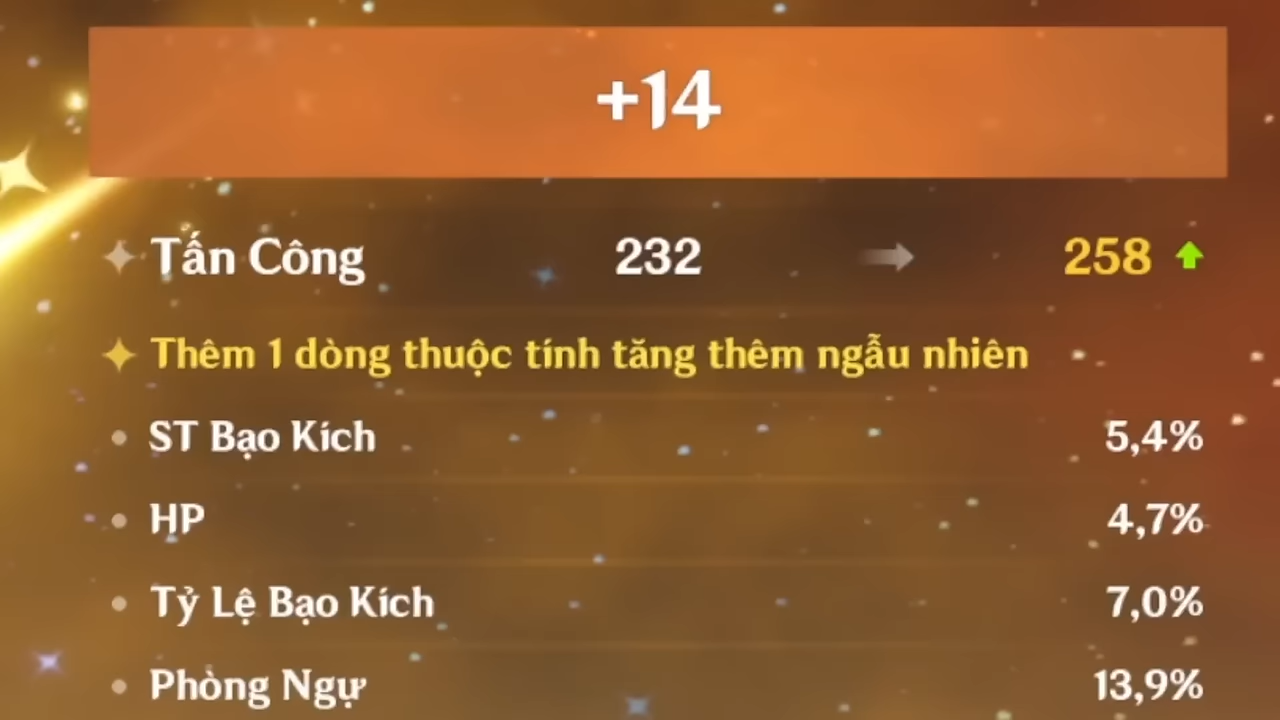 +14
Tấn Công 232 258
Thêm 1 dòng thuộc tính tăng thêm ngẫu nhiên
ST Bạo Kích 5,4%
HP 4,7%
Tỷ Lệ Bạo Kích 7,0%
Phòng Ngự 13,9%